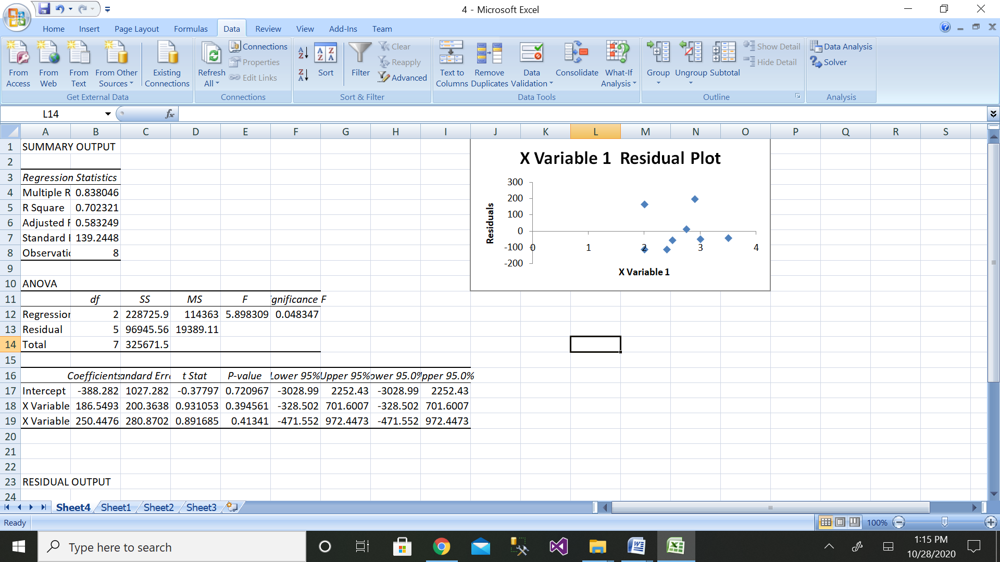 4 - Microsoft Excel
Home Insert Page Layout Formulas Data Review View Add-Ins Team
From Access
From Web
From Text
From Other Sources
Existing Connections
Get External Data
Refresh All
Connections
Properties
Edit Links
Connections
Sort
Filter
Clear
Reapply
Advanced
Sort & Filter
Text to Columns
Remove Duplicates
Data Validation
Consolidate
What-If Analysis
Data Tools
Group
Ungroup
Subtotal
Show Detail
Hide Detail
Outline
Data Analysis
Solver
Analysis
L14 fx
A B C D E F G H I J K L M N O P Q R S
1 SUMMARY OUTPUT
2
3 Regression Statistics
4 Multiple R 0.838046
5 R Square 0.702321
6 Adjusted F 0.583249
7 Standard E 139.2448
8 Observatio 8
9
10 ANOVA
11 df SS MS F gnificance F
12 Regression 2 228725.9 114363 5.898309 0.048347
13 Residual 5 96945.56 19389.11
14 Total 7 325671.5
15
16 Coefficients andard Erro t Stat P-value Lower 95% Upper 95% ower 95.0% pper 95.0%
17 Intercept -388.282 1027.282 -0.37797 0.720967 -3028.99 2252.43 -3028.99 2252.43
18 X Variable 186.5493 200.3638 0.931053 0.394561 -328.502 701.6007 -328.502 701.6007
19 X Variable 250.4476 280.8702 0.891685 0.41341 -471.552 972.4473 -471.552 972.4473
20
21
22
23 RESIDUAL OUTPUT
24
X Variable 1 Residual Plot
Residuals
300
200
100
0
-100
-200
0 1 2 3 4
X Variable 1
Sheet4 Sheet1 Sheet2 Sheet3
Ready 100%
Type here to search
1:15 PM
10/28/2020